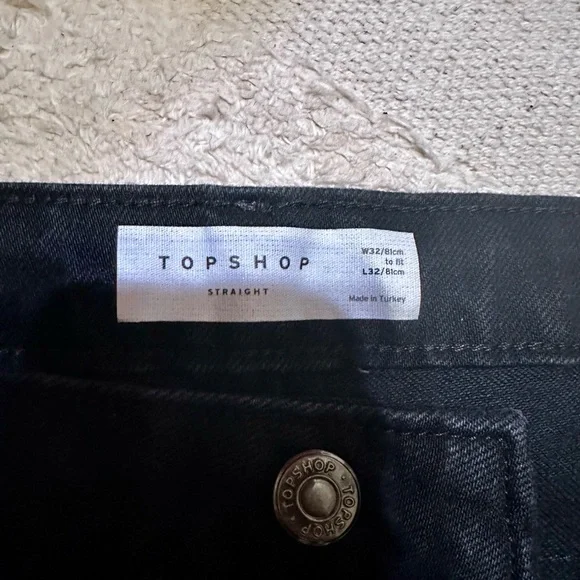 TOPSHOP
STRAIGHT
W32/81cm
to fit
L32/81cm
Made in Turkey
TOPSHOP · TOPSHOP ·